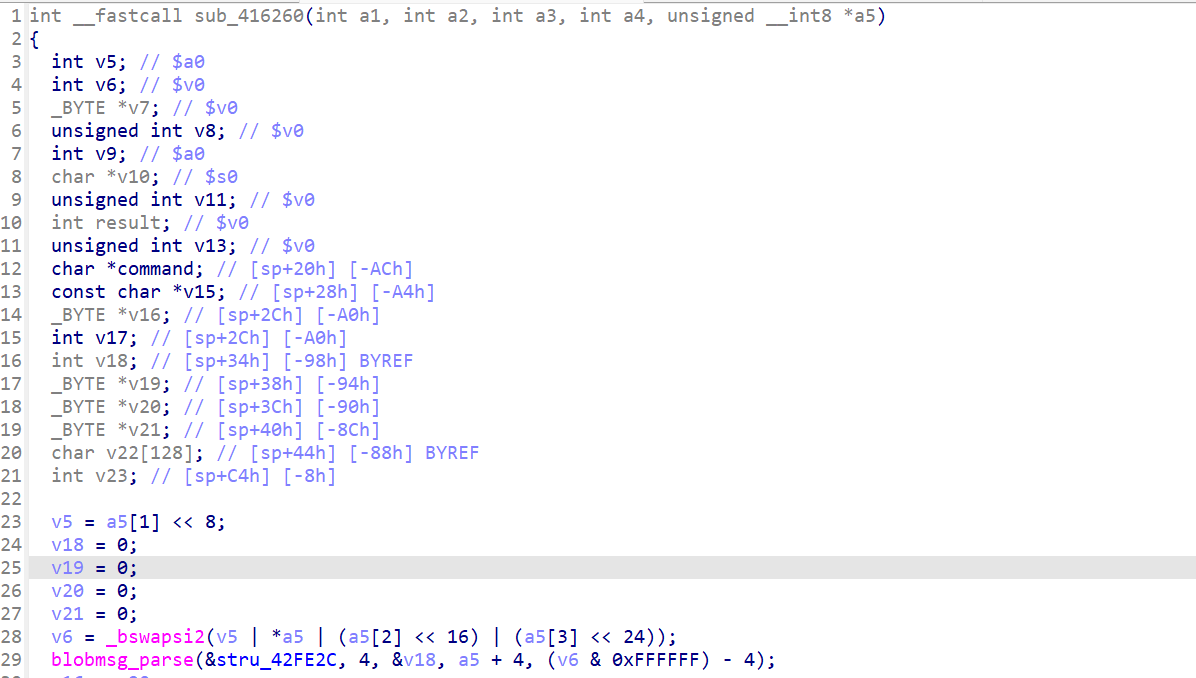 1 int __fastcall sub_416260(int a1, int a2, int a3, int a4, unsigned __int8 *a5)
2 {
3 int v5; // $a0
4 int v6; // $v0
5 _BYTE *v7; // $v0
6 unsigned int v8; // $v0
7 int v9; // $a0
8 char *v10; // $s0
9 unsigned int v11; // $v0
10 int result; // $v0
11 unsigned int v13; // $v0
12 char *command; // [sp+20h] [-ACh]
13 const char *v15; // [sp+28h] [-A4h]
14 _BYTE *v16; // [sp+2Ch] [-A0h]
15 int v17; // [sp+2Ch] [-A0h]
16 int v18; // [sp+34h] [-98h] BYREF
17 _BYTE *v19; // [sp+38h] [-94h]
18 _BYTE *v20; // [sp+3Ch] [-90h]
19 _BYTE *v21; // [sp+40h] [-8Ch]
20 char v22[128]; // [sp+44h] [-88h] BYREF
21 int v23; // [sp+C4h] [-8h]
22
23 v5 = a5[1] << 8;
24 v18 = 0;
25 v19 = 0;
26 v20 = 0;
27 v21 = 0;
28 v6 = _bswapsi2(v5 | *a5 | (a5[2] << 16) | (a5[3] << 24));
29 blobmsg_parse(&stru_42FE2C, 4, &v18, a5 + 4, (v6 & 0xFFFFFF) - 4);